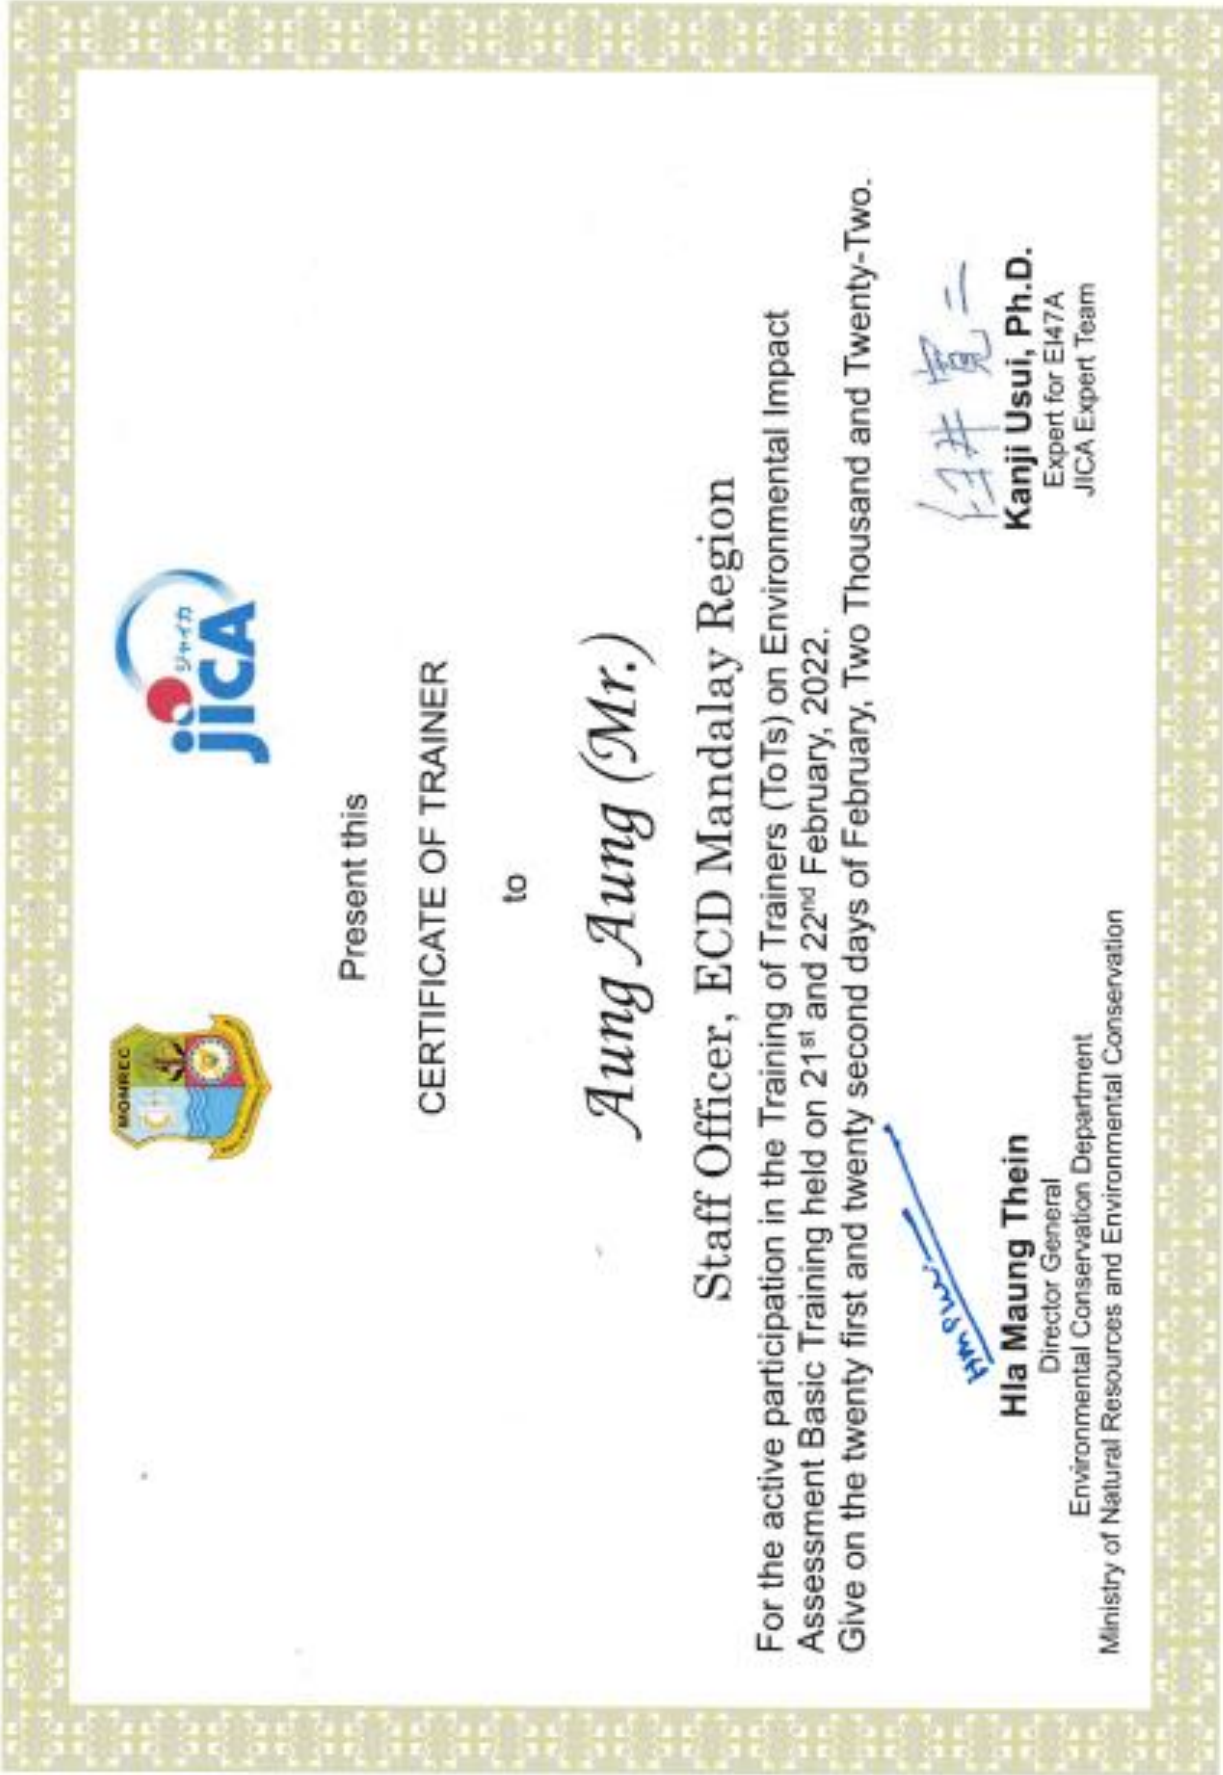 MONREC
ジャイカ
jICA
Present this
CERTIFICATE OF TRAINER
to
Aung Aung (Mr.)
Staff Officer, ECD Mandalay Region
For the active participation in the Training of Trainers (ToTs) on Environmental Impact
Assessment Basic Training held on 21st and 22nd February, 2022.
Give on the twenty first and twenty second days of February, Two Thousand and Twenty-Two.
Hla Maung Thein
Director General
Environmental Conservation Department
Ministry of Natural Resources and Environmental Conservation
臼井寛二
Kanji Usui, Ph.D.
Expert for EI47A
JICA Expert Team